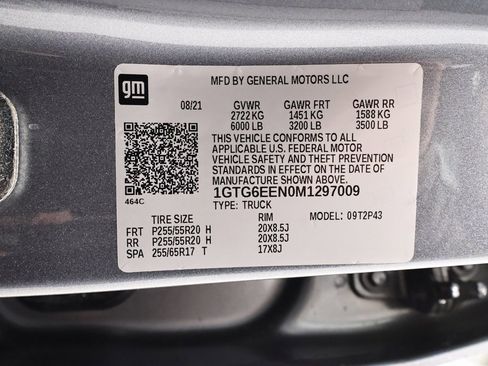 gm
MFD BY GENERAL MOTORS LLC
08/21 GVWR GAWR FRT GAWR RR
2722 KG 1451 KG 1588 KG
6000 LB 3200 LB 3500 LB
THIS VEHICLE CONFORMS TO ALL
APPLICABLE U.S. FEDERAL MOTOR
VEHICLE SAFETY AND THEFT PREVENTION
STANDARDS IN EFFECT ON THE DATE OF
MANUFACTURE SHOWN ABOVE.
1GTG6EEN0M1297009
464C
TYPE: TRUCK
TIRE SIZE RIM MODEL: 09T2P43
FRT P255/55R20 H 20X8.5J
RR P255/55R20 H 20X8.5J
SPA 255/65R17 T 17X8J